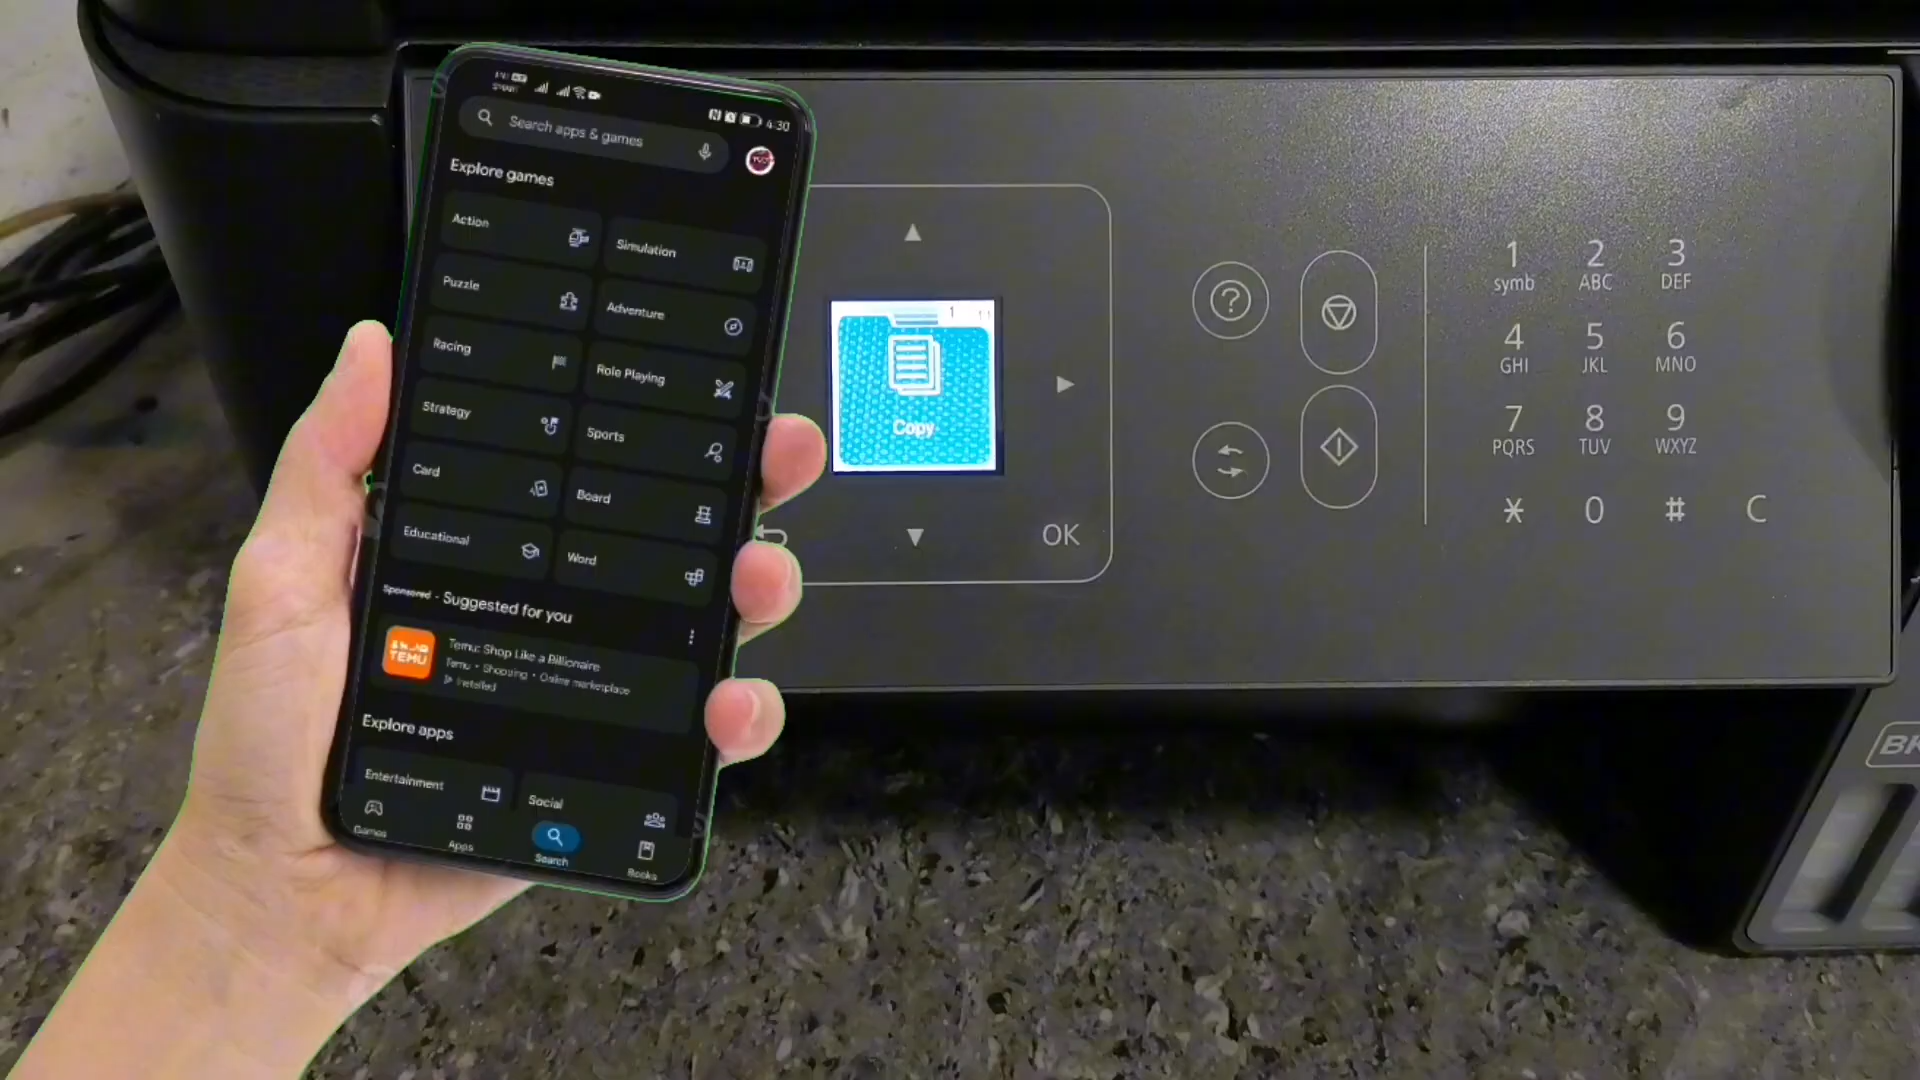 SMART
4:30
Search apps & games
Explore games
Action
Simulation
Puzzle
Adventure
Racing
Role Playing
Strategy
Sports
Card
Board
Educational
Word
Sponsored · Suggested for you
TEMU
Temu: Shop Like a Billionaire
Temu • Shopping • Online marketplace
Installed
Explore apps
Entertainment
Social
Games
Apps
Search
Books
1
Copy
OK
?
1 2 3
symb ABC DEF
4 5 6
GHI JKL MNO
7 8 9
PQRS TUV WXYZ
* 0 # C